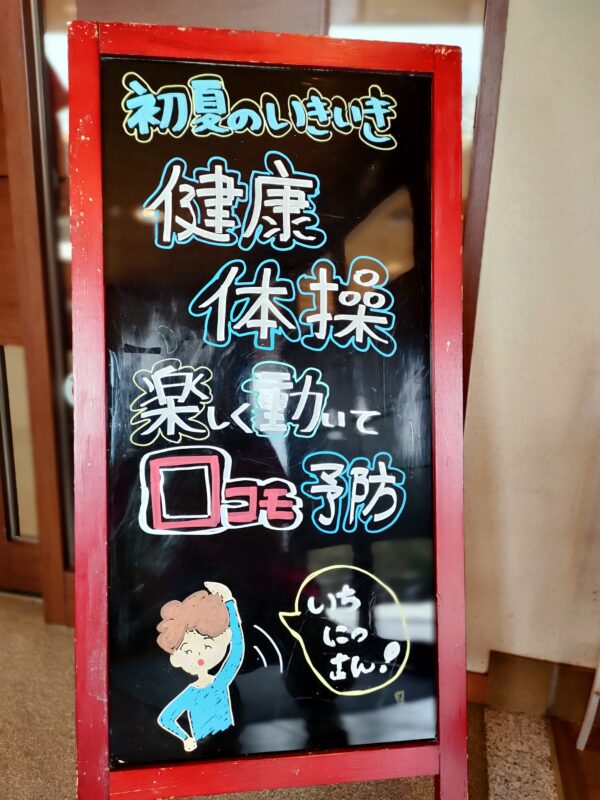 初夏のいきいき
健康
体操
楽しく動いて
ロコモ予防
いち
にっ
さん!